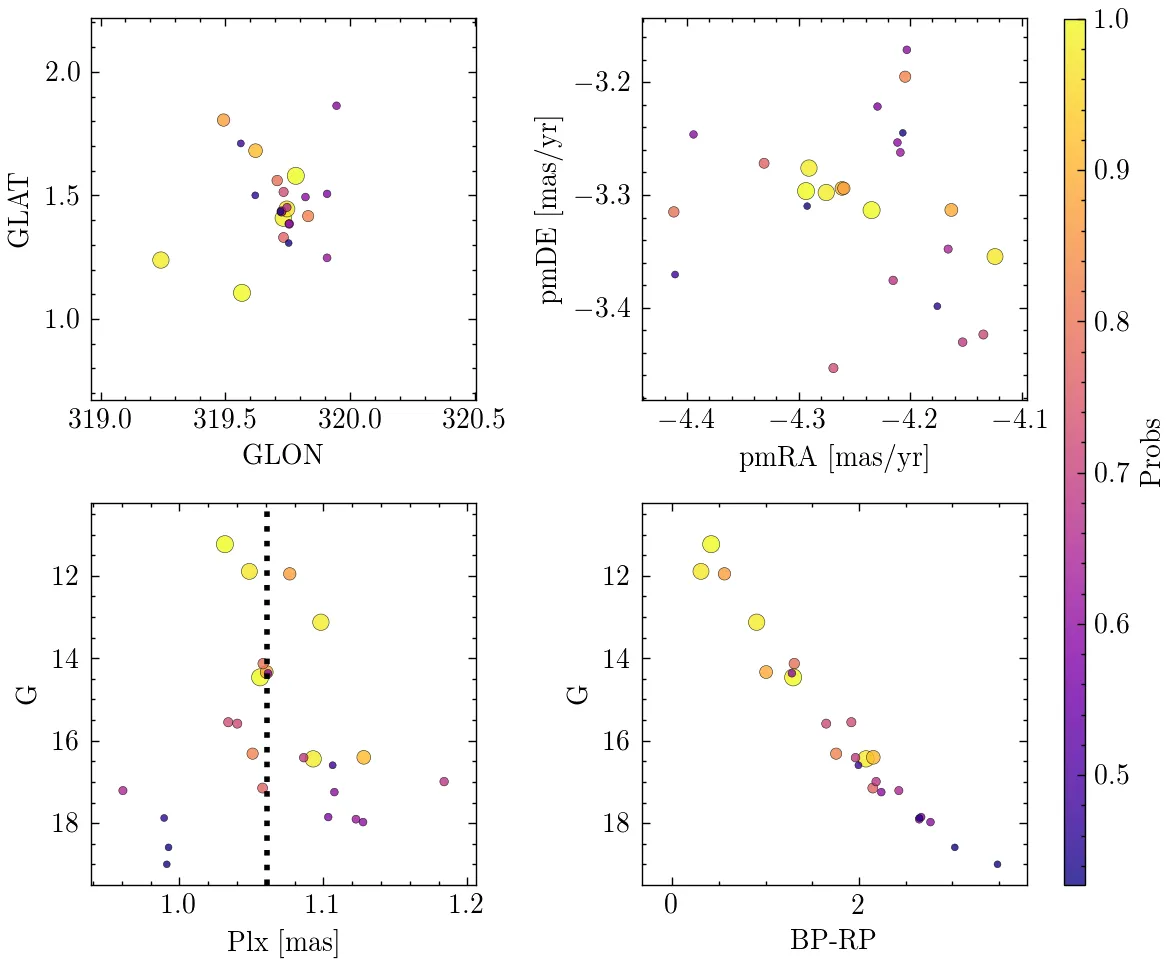 2.0
1.5
1.0
GLAT
319.0 319.5 320.0 320.5
GLON
−3.2
−3.3
−3.4
pmDE [mas/yr]
−4.4 −4.3 −4.2 −4.1
pmRA [mas/yr]
12
14
16
18
G
1.0 1.1 1.2
Plx [mas]
12
14
16
18
G
0 2
BP-RP
1.0
0.9
0.8
0.7
0.6
0.5
Probs